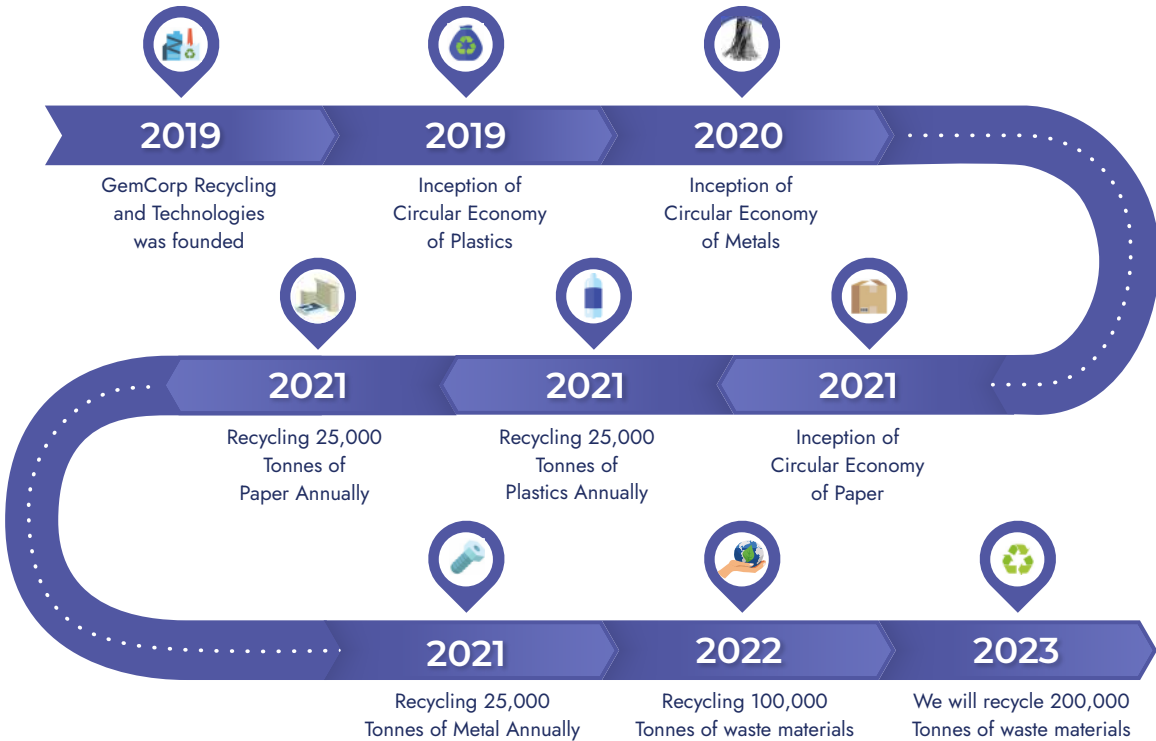 2019
GemCorp Recycling
and Technologies
was founded
2019
Inception of
Circular Economy
of Plastics
2020
Inception of
Circular Economy
of Metals
2021
Inception of
Circular Economy
of Paper
2021
Recycling 25,000
Tonnes of
Plastics Annually
2021
Recycling 25,000
Tonnes of
Paper Annually
2021
Recycling 25,000
Tonnes of Metal Annually
2022
Recycling 100,000
Tonnes of waste materials
2023
We will recycle 200,000
Tonnes of waste materials